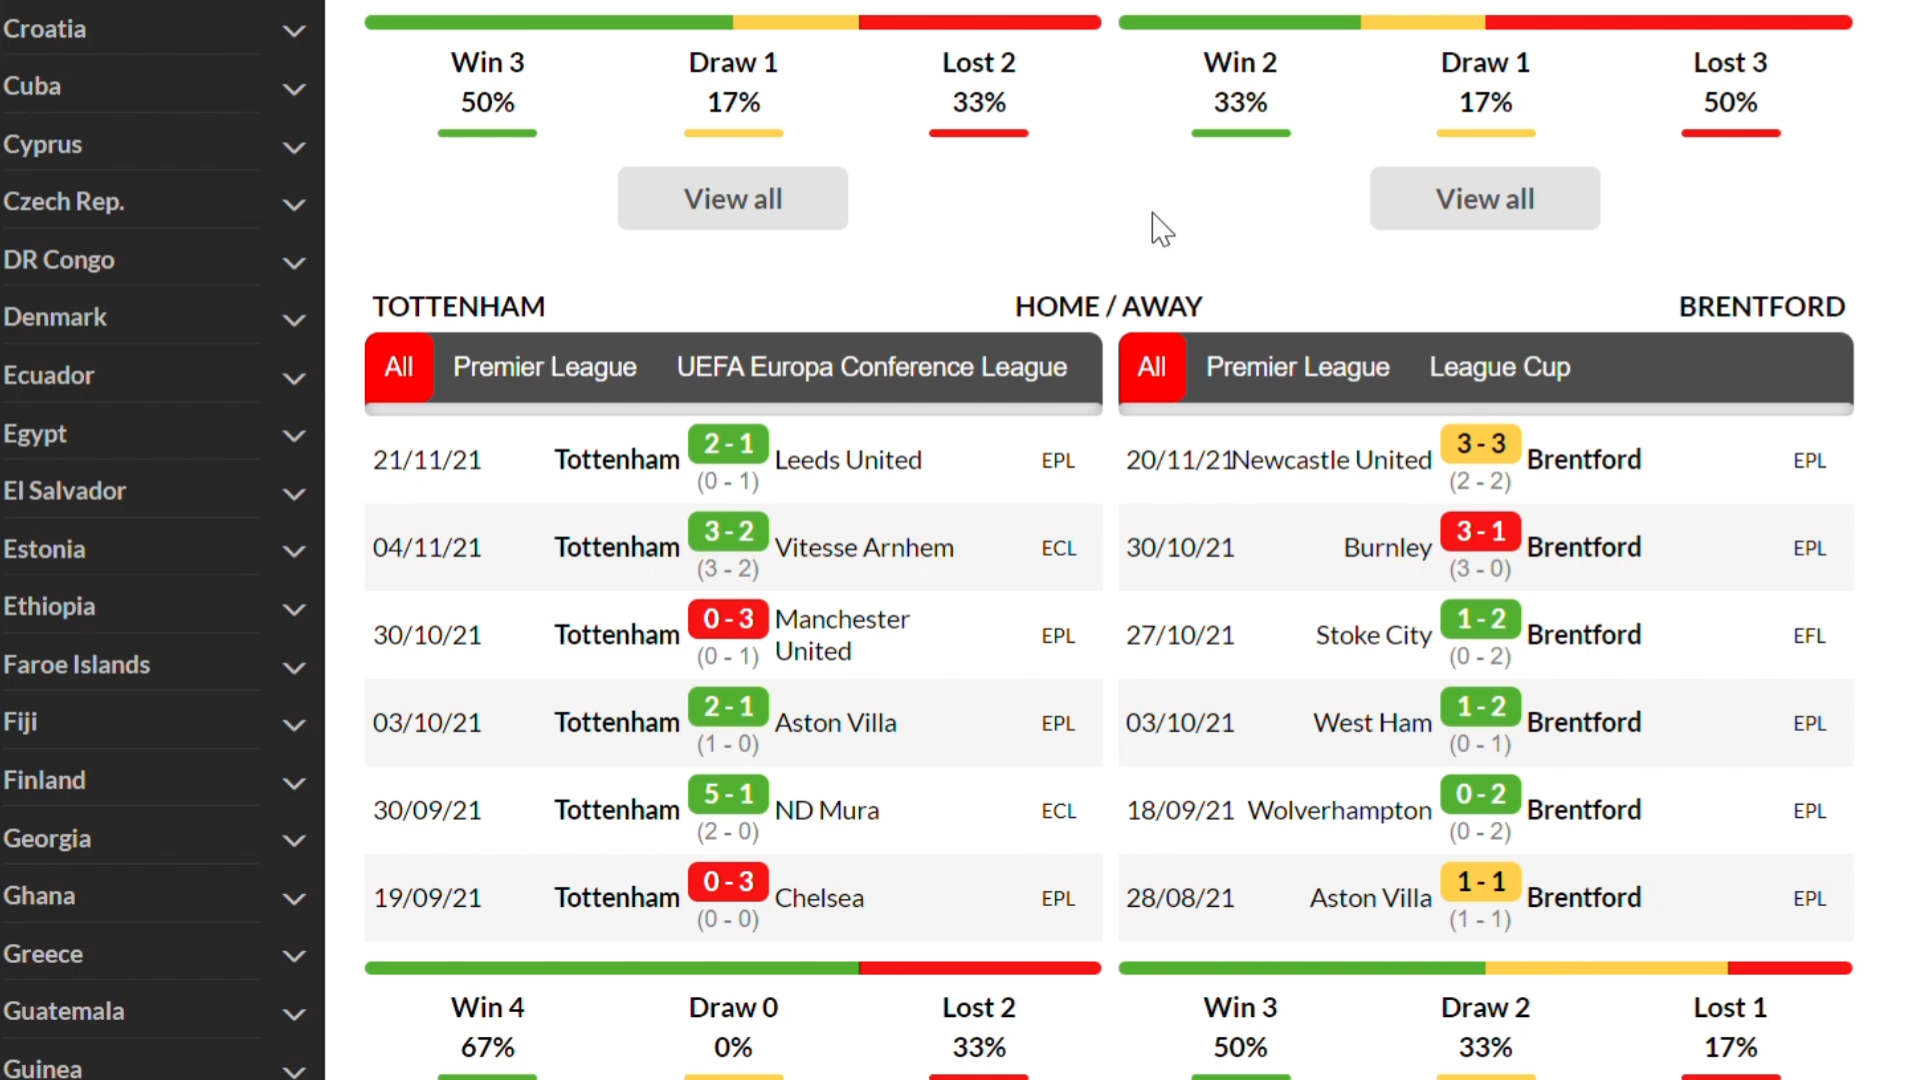 Croatia
Cuba
Cyprus
Czech Rep.
DR Congo
Denmark
Ecuador
Egypt
El Salvador
Estonia
Ethiopia
Faroe Islands
Fiji
Finland
Georgia
Ghana
Greece
Guatemala
Guinea
Win 3 Draw 1 Lost 2
50% 17% 33%
View all
Win 2 Draw 1 Lost 3
33% 17% 50%
View all
TOTTENHAM HOME / AWAY BRENTFORD
All Premier League UEFA Europa Conference League
21/11/21 Tottenham 2 - 1 Leeds United EPL
(0 - 1)
04/11/21 Tottenham 3 - 2 Vitesse Arnhem ECL
(3 - 2)
30/10/21 Tottenham 0 - 3 Manchester United EPL
(0 - 1)
03/10/21 Tottenham 2 - 1 Aston Villa EPL
(1 - 0)
30/09/21 Tottenham 5 - 1 ND Mura ECL
(2 - 0)
19/09/21 Tottenham 0 - 3 Chelsea EPL
(0 - 0)
Win 4 Draw 0 Lost 2
67% 0% 33%
All Premier League League Cup
20/11/21 Newcastle United 3 - 3 Brentford EPL
(2 - 2)
30/10/21 Burnley 3 - 1 Brentford EPL
(3 - 0)
27/10/21 Stoke City 1 - 2 Brentford EFL
(0 - 2)
03/10/21 West Ham 1 - 2 Brentford EPL
(0 - 1)
18/09/21 Wolverhampton 0 - 2 Brentford EPL
(0 - 2)
28/08/21 Aston Villa 1 - 1 Brentford EPL
(1 - 1)
Win 3 Draw 2 Lost 1
50% 33% 17%